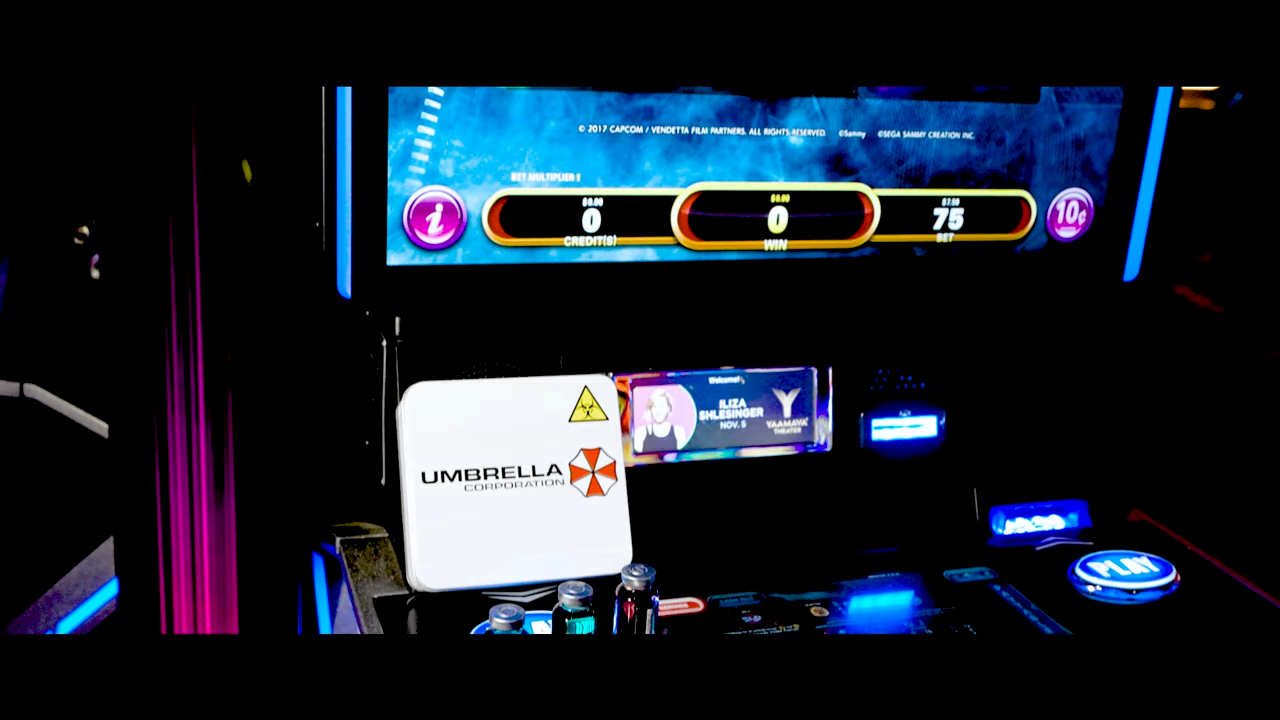 © 2017 CAPCOM / VENDETTA FILM PARTNERS. ALL RIGHTS RESERVED. ©Sammy ©SEGA SAMMY CREATION INC.
BET MULTIPLIER
i
$0.00
0
CREDIT(S)
$0.00
0
WIN
$7.50
75
BET
10¢
Welcome!
ILIZA
SHLESINGER
NOV. 5
YAAMAVA'
THEATER
UMBRELLA
CORPORATION
PLAY